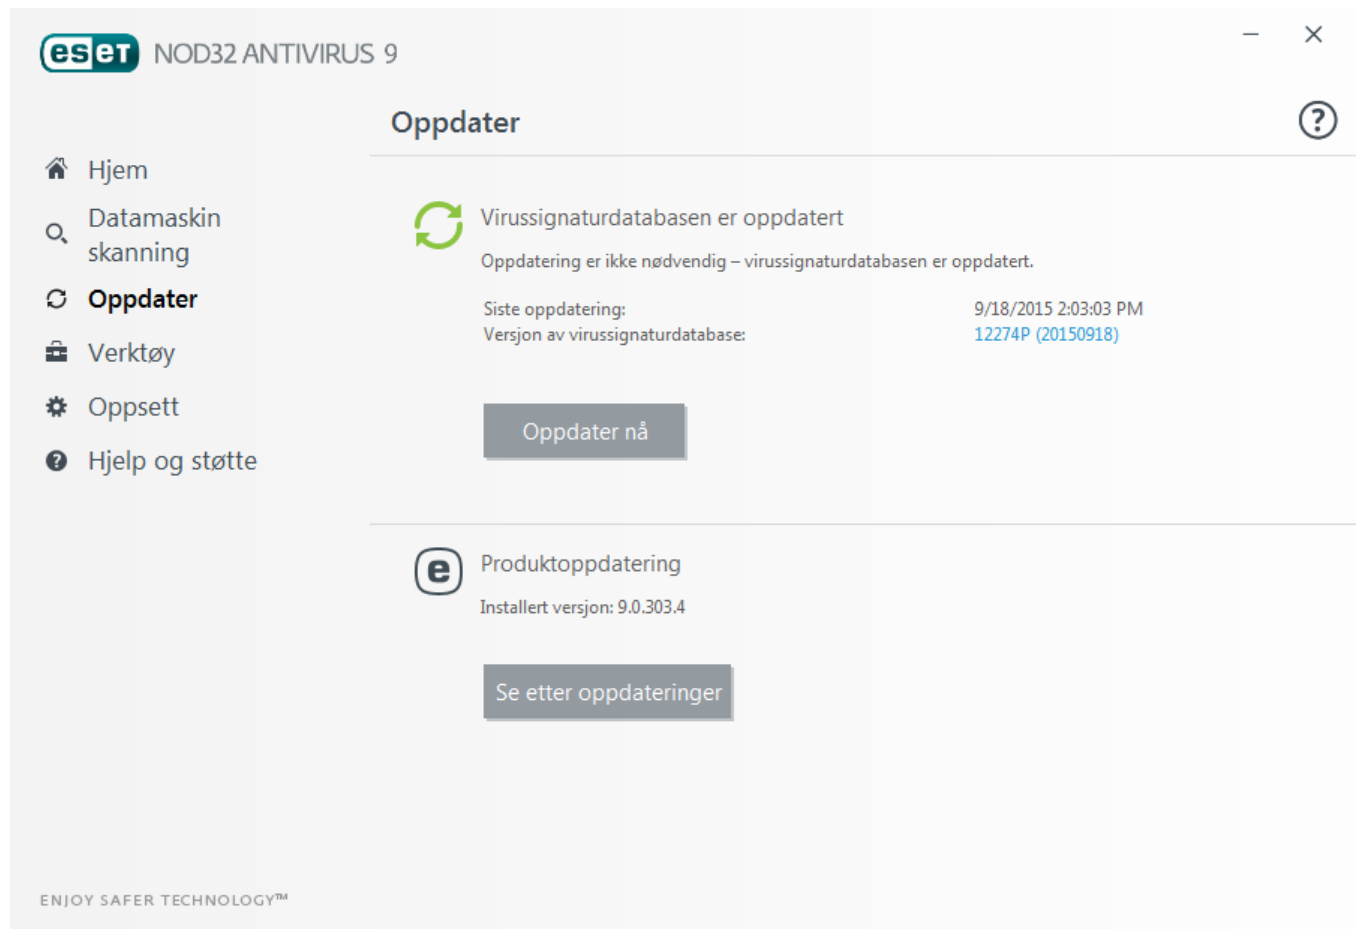 eset NOD32 ANTIVIRUS 9
Oppdater
?
Hjem
Datamaskin
skanning
Oppdater
Verktøy
Oppsett
Hjelp og støtte
Virussignaturdatabasen er oppdatert
Oppdatering er ikke nødvendig – virussignaturdatabasen er oppdatert.
Siste oppdatering: 9/18/2015 2:03:03 PM
Versjon av virussignaturdatabase: 12274P (20150918)
Oppdater nå
e Produktoppdatering
Installert versjon: 9.0.303.4
Se etter oppdateringer
ENJOY SAFER TECHNOLOGY™